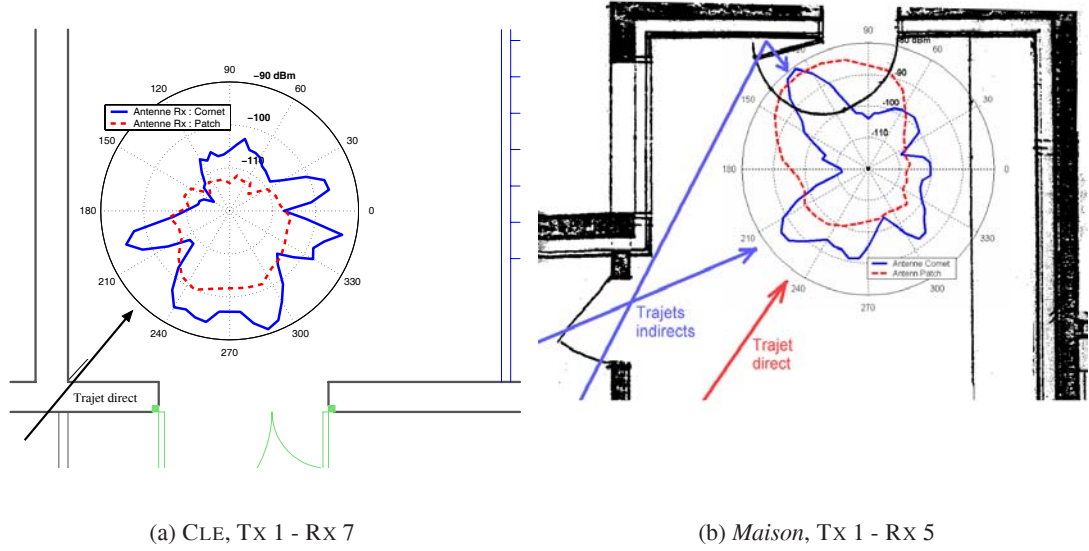 90
−90 dBm
120
60
Antenne Rx : Cornet
Antenne Rx : Patch
−100
150
30
−110
180
0
210
330
240
300
270
Trajet direct
-90 dBm
60
-90
150
-100
30
-110
180
0
210
330
Antenne Cornet
Antenn Patch
240
300
270
Trajets
indirects
Trajet
direct
(a) CLE, TX 1 - RX 7
(b) Maison, TX 1 - RX 5